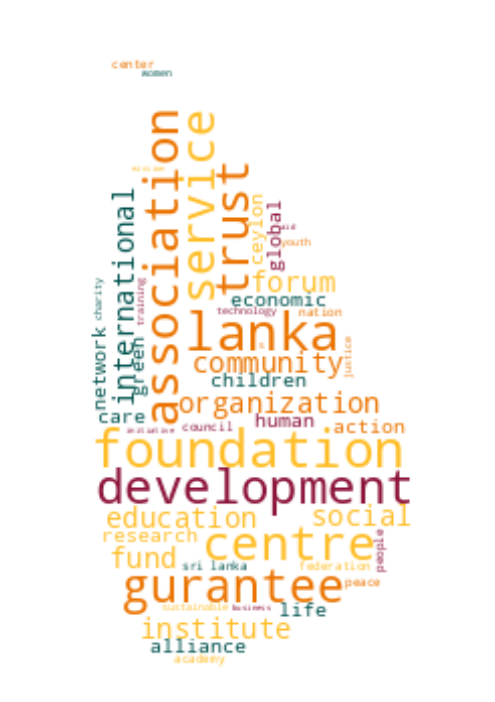 center
women
mission
association
service
trust
international
ceylon
global
aid
youth
forum
economic
charity
training
technology
nation
lanka
network
green
justice
community
children
organization
care
initiative
council
human
action
foundation
development
education
social
research
centre
people
fund
sri lanka
federation
gurantee
peace
sustainable
business
life
institute
alliance
academy